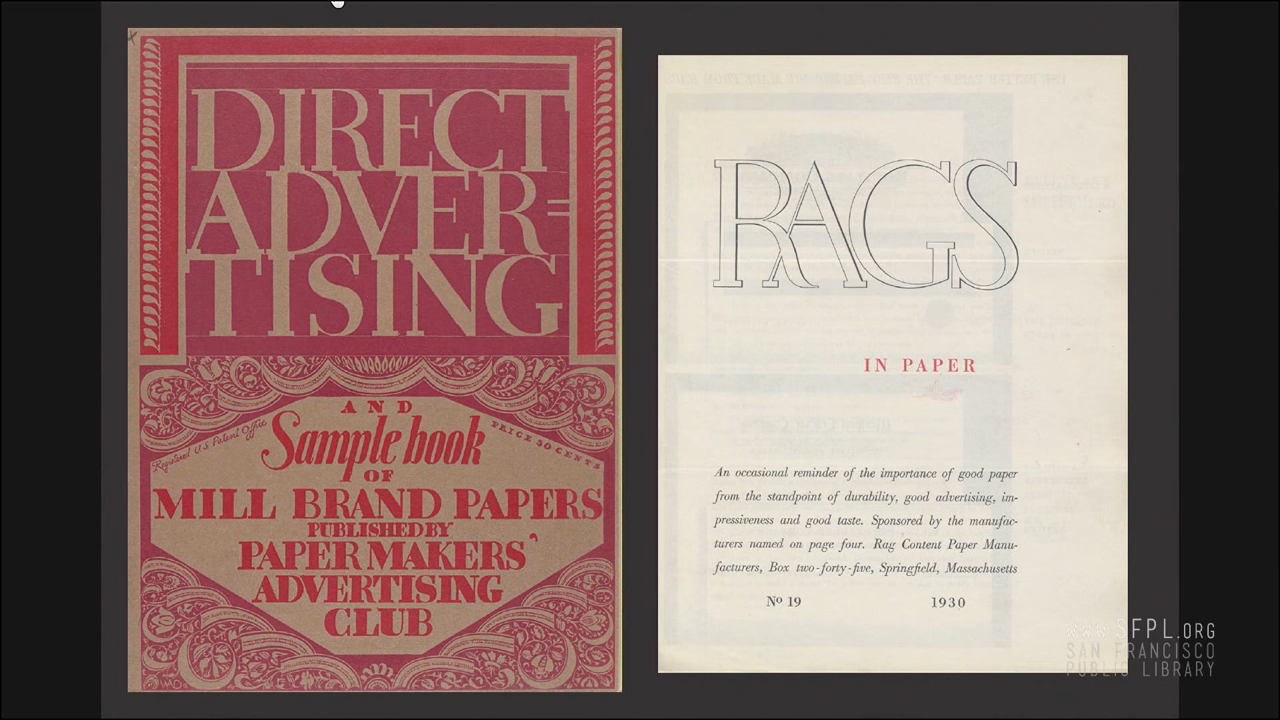 DIRECT
ADVER=
TISING
AND
Sample book
OF
Registered U.S. Patent Office
PRICE 50 CENTS
MILL BRAND PAPERS
PUBLISHED BY
PAPER MAKERS'
ADVERTISING
CLUB
WAD
RAGS
IN PAPER
An occasional reminder of the importance of good paper
from the standpoint of durability, good advertising, im-
pressiveness and good taste. Sponsored by the manufac-
turers named on page four. Rag Content Paper Manu-
facturers, Box two-forty-five, Springfield, Massachusetts
Nº 19 1930
www.SFPL.ORG
SAN FRANCISCO
PUBLIC LIBRARY